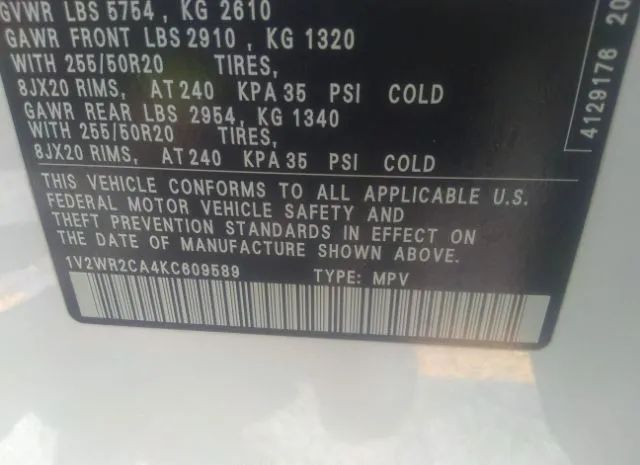 GVWR LBS 5754 , KG 2610
GAWR FRONT LBS 2910 , KG 1320
WITH 255/50R20 TIRES,
8JX20 RIMS, AT 240 KPA 35 PSI COLD
GAWR REAR LBS 2954, KG 1340
WITH 255/50R20 TIRES,
8JX20 RIMS, AT 240 KPA 35 PSI COLD
THIS VEHICLE CONFORMS TO ALL APPLICABLE U.S.
FEDERAL MOTOR VEHICLE SAFETY AND
THEFT PREVENTION STANDARDS IN EFFECT ON
THE DATE OF MANUFACTURE SHOWN ABOVE.
1V2WR2CA4KC609589 TYPE: MPV
4129176 20